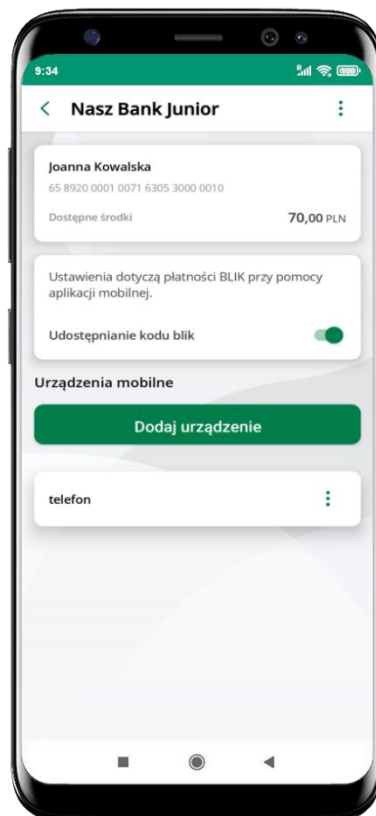 9:34
Nasz Bank Junior
Joanna Kowalska
65 8920 0001 0071 6305 3000 0010
Dostępne środki 70,00 PLN
Ustawienia dotyczą płatności BLIK przy pomocy
aplikacji mobilnej.
Udostępnianie kodu blik
Urządzenia mobilne
Dodaj urządzenie
telefon